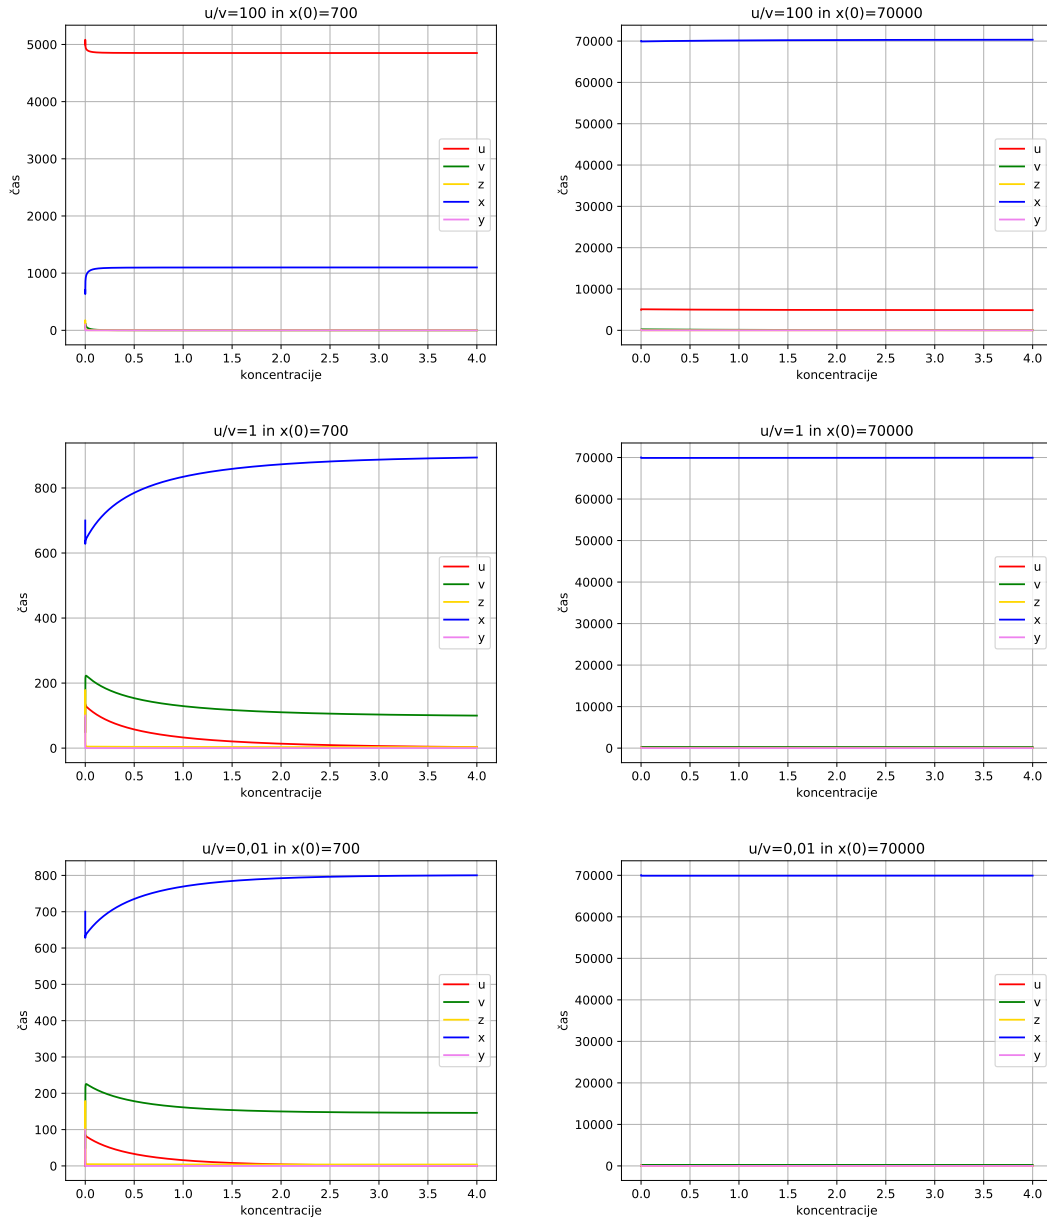 u/v=100 in x(0)=700
5000
4000
3000
2000
1000
0
čas
u
v
z
x
y
0.0 0.5 1.0 1.5 2.0 2.5 3.0 3.5 4.0
koncentracije
u/v=100 in x(0)=70000
70000
60000
50000
40000
30000
20000
10000
0
čas
u
v
z
x
y
0.0 0.5 1.0 1.5 2.0 2.5 3.0 3.5 4.0
koncentracije
u/v=1 in x(0)=700
800
600
400
200
0
čas
u
v
z
x
y
0.0 0.5 1.0 1.5 2.0 2.5 3.0 3.5 4.0
koncentracije
u/v=1 in x(0)=70000
70000
60000
50000
40000
30000
20000
10000
0
čas
u
v
z
x
y
0.0 0.5 1.0 1.5 2.0 2.5 3.0 3.5 4.0
koncentracije
u/v=0,01 in x(0)=700
800
700
600
500
400
300
200
100
0
čas
u
v
z
x
y
0.0 0.5 1.0 1.5 2.0 2.5 3.0 3.5 4.0
koncentracije
u/v=0,01 in x(0)=70000
70000
60000
50000
40000
30000
20000
10000
0
čas
u
v
z
x
y
0.0 0.5 1.0 1.5 2.0 2.5 3.0 3.5 4.0
koncentracije